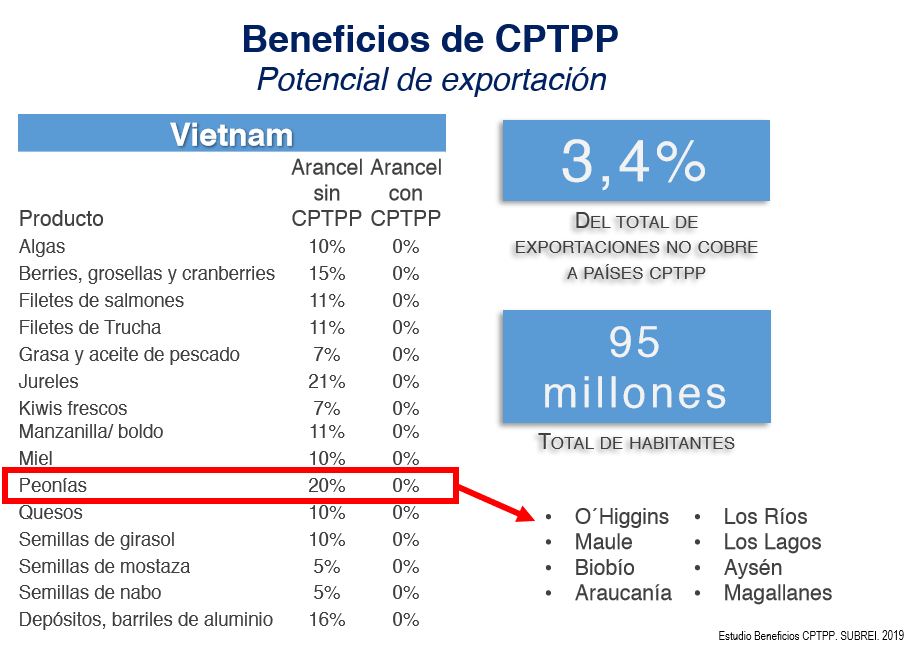 Beneficios de CPTPP
Potencial de exportación
Vietnam
Producto Arancel sin CPTPP Arancel con CPTPP
Algas 10% 0%
Berries, grosellas y cranberries 15% 0%
Filetes de salmones 11% 0%
Filetes de Trucha 11% 0%
Grasa y aceite de pescado 7% 0%
Jureles 21% 0%
Kiwis frescos 7% 0%
Manzanilla/ boldo 11% 0%
Miel 10% 0%
Peonías 20% 0%
Quesos 10% 0%
Semillas de girasol 10% 0%
Semillas de mostaza 5% 0%
Semillas de nabo 5% 0%
Depósitos, barriles de aluminio 16% 0%
3,4%
DEL TOTAL DE
EXPORTACIONES NO COBRE
A PAÍSES CPTPP
95
millones
TOTAL DE HABITANTES
• O´Higgins
• Maule
• Biobío
• Araucanía
• Los Ríos
• Los Lagos
• Aysén
• Magallanes
Estudio Beneficios CPTPP. SUBREI. 2019